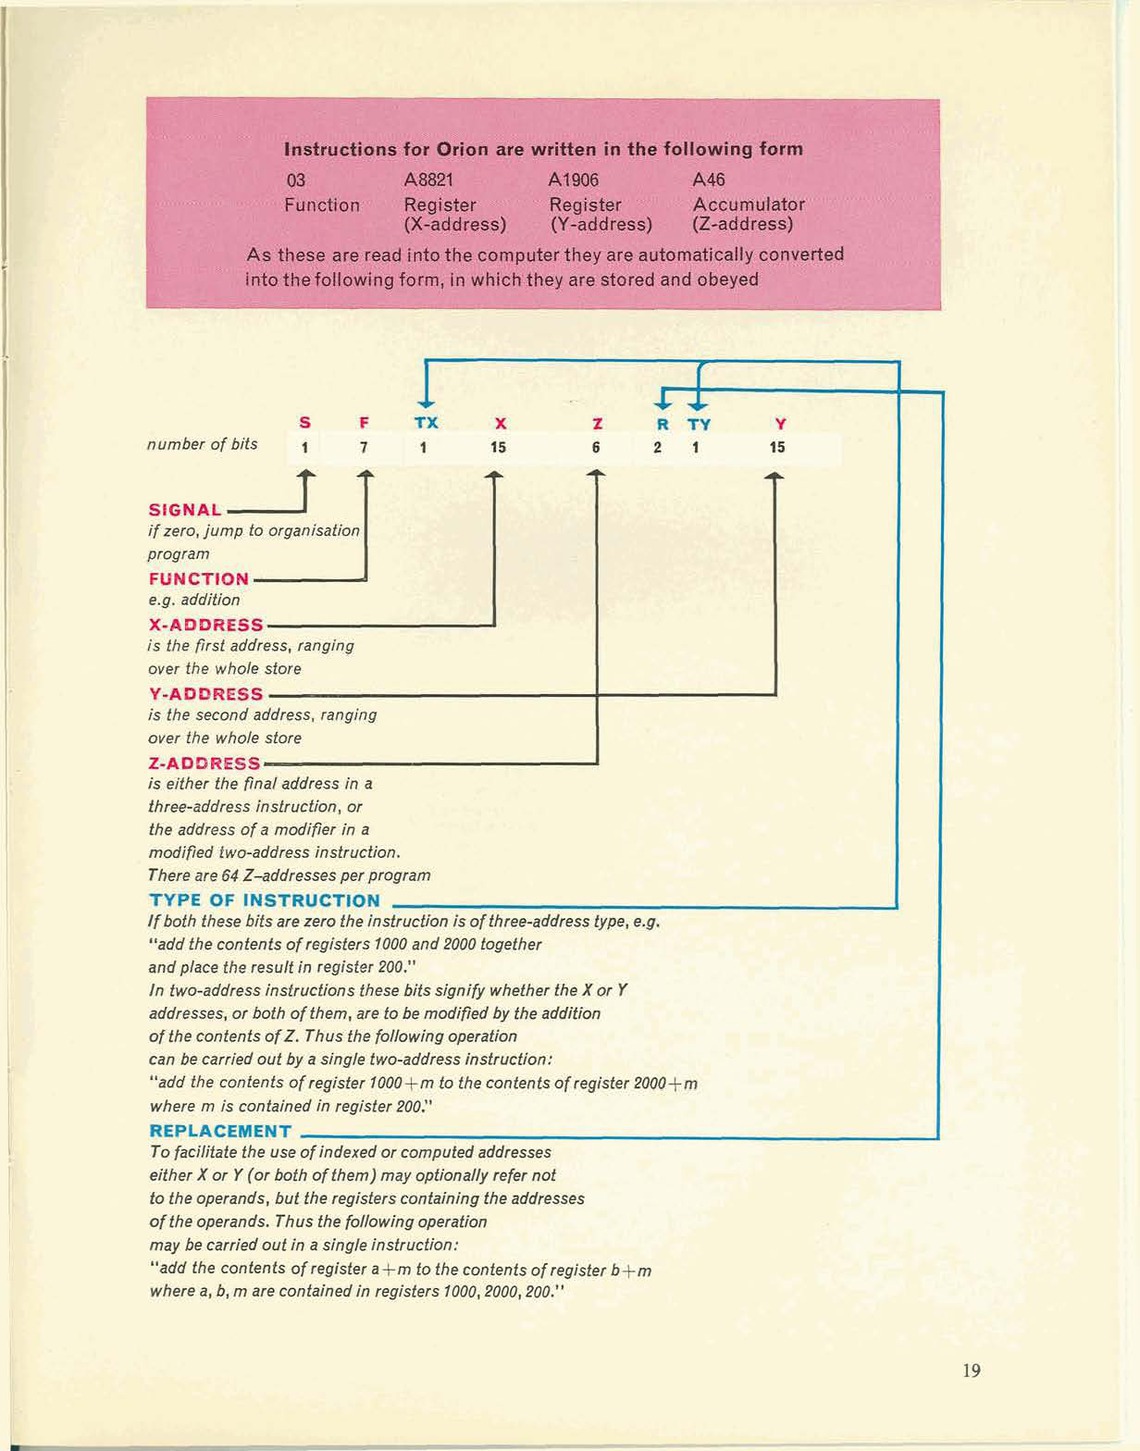 Instructions for Orion are written in the following form
03 A8821 A1906 A46
Function Register Register Accumulator
(X-address) (Y-address) (Z-address)
As these are read into the computer they are automatically converted
into the following form, in which they are stored and obeyed
S F TX X Z R TY Y
number of bits 1 7 1 15 6 2 1 15
SIGNAL
if zero, jump to organisation
program
FUNCTION
e.g. addition
X-ADDRESS
is the first address, ranging
over the whole store
Y-ADDRESS
is the second address, ranging
over the whole store
Z-ADDRESS
is either the final address in a
three-address instruction, or
the address of a modifier in a
modified two-address instruction.
There are 64 Z-addresses per program
TYPE OF INSTRUCTION
If both these bits are zero the instruction is of three-address type, e.g.
"add the contents of registers 1000 and 2000 together
and place the result in register 200."
In two-address instructions these bits signify whether the X or Y
addresses, or both of them, are to be modified by the addition
of the contents of Z. Thus the following operation
can be carried out by a single two-address instruction:
"add the contents of register 1000+m to the contents of register 2000+m
where m is contained in register 200."
REPLACEMENT
To facilitate the use of indexed or computed addresses
either X or Y (or both of them) may optionally refer not
to the operands, but the registers containing the addresses
of the operands. Thus the following operation
may be carried out in a single instruction:
"add the contents of register a+m to the contents of register b+m
where a, b, m are contained in registers 1000, 2000, 200."
19